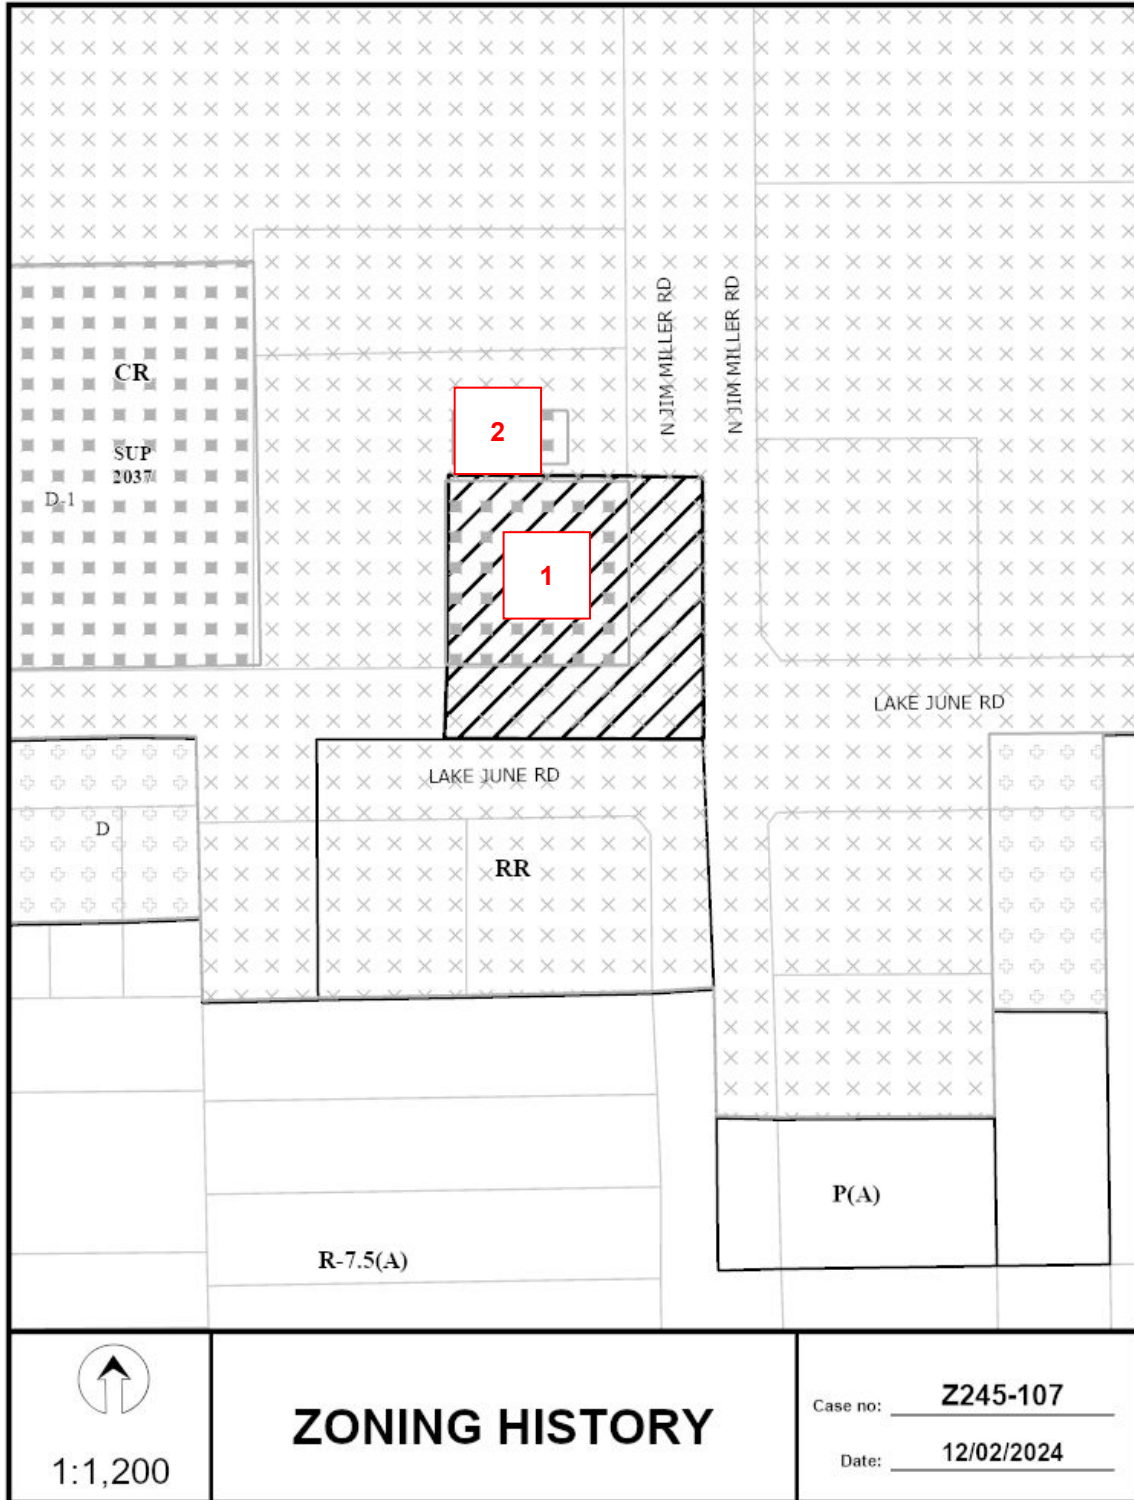 N JIM MILLER RD
N JIM MILLER RD
CR
SUP
2037
D-1
2
1
LAKE JUNE RD
LAKE JUNE RD
D
RR
P(A)
R-7.5(A)
1:1,200
ZONING HISTORY
Case no: Z245-107
Date: 12/02/2024